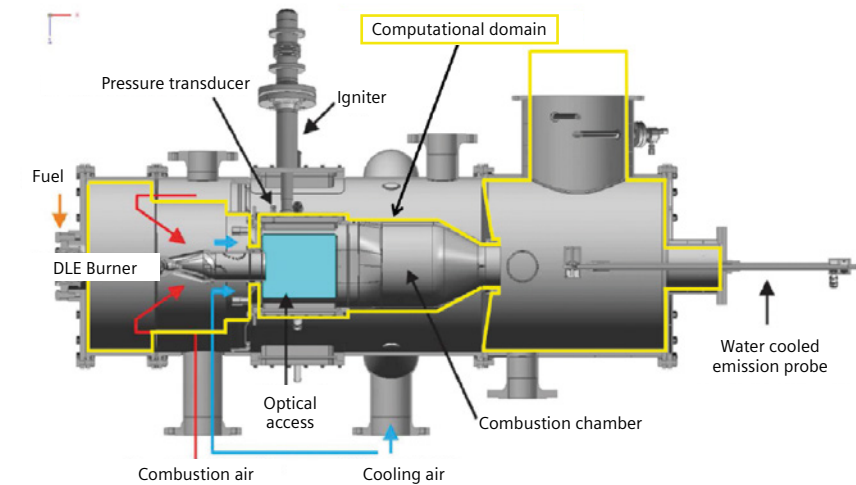 Computational domain
Pressure transducer
Igniter
Fuel
DLE Burner
Water cooled
emission probe
Optical
access
Combustion chamber
Combustion air
Cooling air